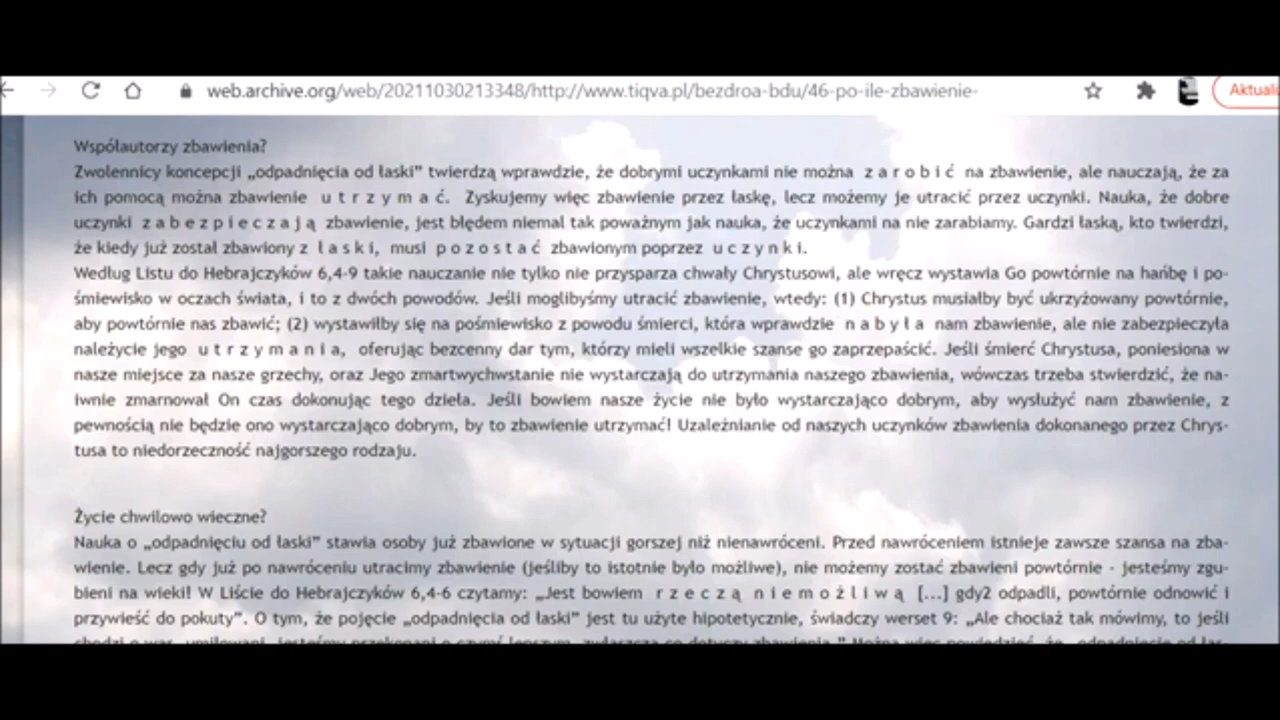 web.archive.org/web/20211030213348/http://www.tiqva.pl/bezdroa-bdu/46-po-ile-zbawienie-
Aktuali
Współautorzy zbawienia?
Zwolennicy koncepcji „odpadnięcia od łaski” twierdzą wprawdzie, że dobrymi uczynkami nie można z a r o b i ć na zbawienie, ale nauczają, że za
ich pomocą można zbawienie u t r z y m a ć. Zyskujemy więc zbawienie przez łaskę, lecz możemy je utracić przez uczynki. Nauka, że dobre
uczynki z a b e z p i e c z a j ą zbawienie, jest błędem niemal tak poważnym jak nauka, że uczynkami na nie zarabiamy. Gardzi łaską, kto twierdzi,
że kiedy już został zbawiony z ł a s k i, musi p o z o s t a ć zbawionym poprzez u c z y n k i.
Według Listu do Hebrajczyków 6,4-9 takie nauczanie nie tylko nie przysparza chwały Chrystusowi, ale wręcz wystawia Go powtórnie na hańbę i po-
śmiewisko w oczach świata, i to z dwóch powodów. Jeśli moglibyśmy utracić zbawienie, wtedy: (1) Chrystus musiałby być ukrzyżowany powtórnie,
aby powtórnie nas zbawić; (2) wystawiłby się na pośmiewisko z powodu śmierci, która wprawdzie n a b y ł a nam zbawienie, ale nie zabezpieczyła
należycie jego u t r z y m a n i a, oferując bezcenny dar tym, którzy mieli wszelkie szanse go zaprzepaścić. Jeśli śmierć Chrystusa, poniesiona w
nasze miejsce za nasze grzechy, oraz Jego zmartwychwstanie nie wystarczają do utrzymania naszego zbawienia, wówczas trzeba stwierdzić, że na-
iwnie zmarnował On czas dokonując tego dzieła. Jeśli bowiem nasze życie nie było wystarczająco dobrym, aby wysłużyć nam zbawienie, z
pewnością nie będzie ono wystarczająco dobrym, by to zbawienie utrzymać! Uzależnianie od naszych uczynków zbawienia dokonanego przez Chrys-
tusa to niedorzeczność najgorszego rodzaju.
Życie chwilowo wieczne?
Nauka o „odpadnięciu od łaski” stawia osoby już zbawione w sytuacji gorszej niż nienawróceni. Przed nawróceniem istnieje zawsze szansa na zba-
wienie. Lecz gdy już po nawróceniu utracimy zbawienie (jeśliby to istotnie było możliwe), nie możemy zostać zbawieni powtórnie - jesteśmy zgu-
bieni na wieki! W Liście do Hebrajczyków 6,4-6 czytamy: „Jest bowiem r z e c z ą n i e m o ż l i w ą [...] gdy2 odpadli, powtórnie odnowić i
przywieść do pokuty”. O tym, że pojęcie „odpadnięcia od łaski” jest tu użyte hipotetycznie, świadczy werset 9: „Ale chociaż tak mówimy, to jeśli